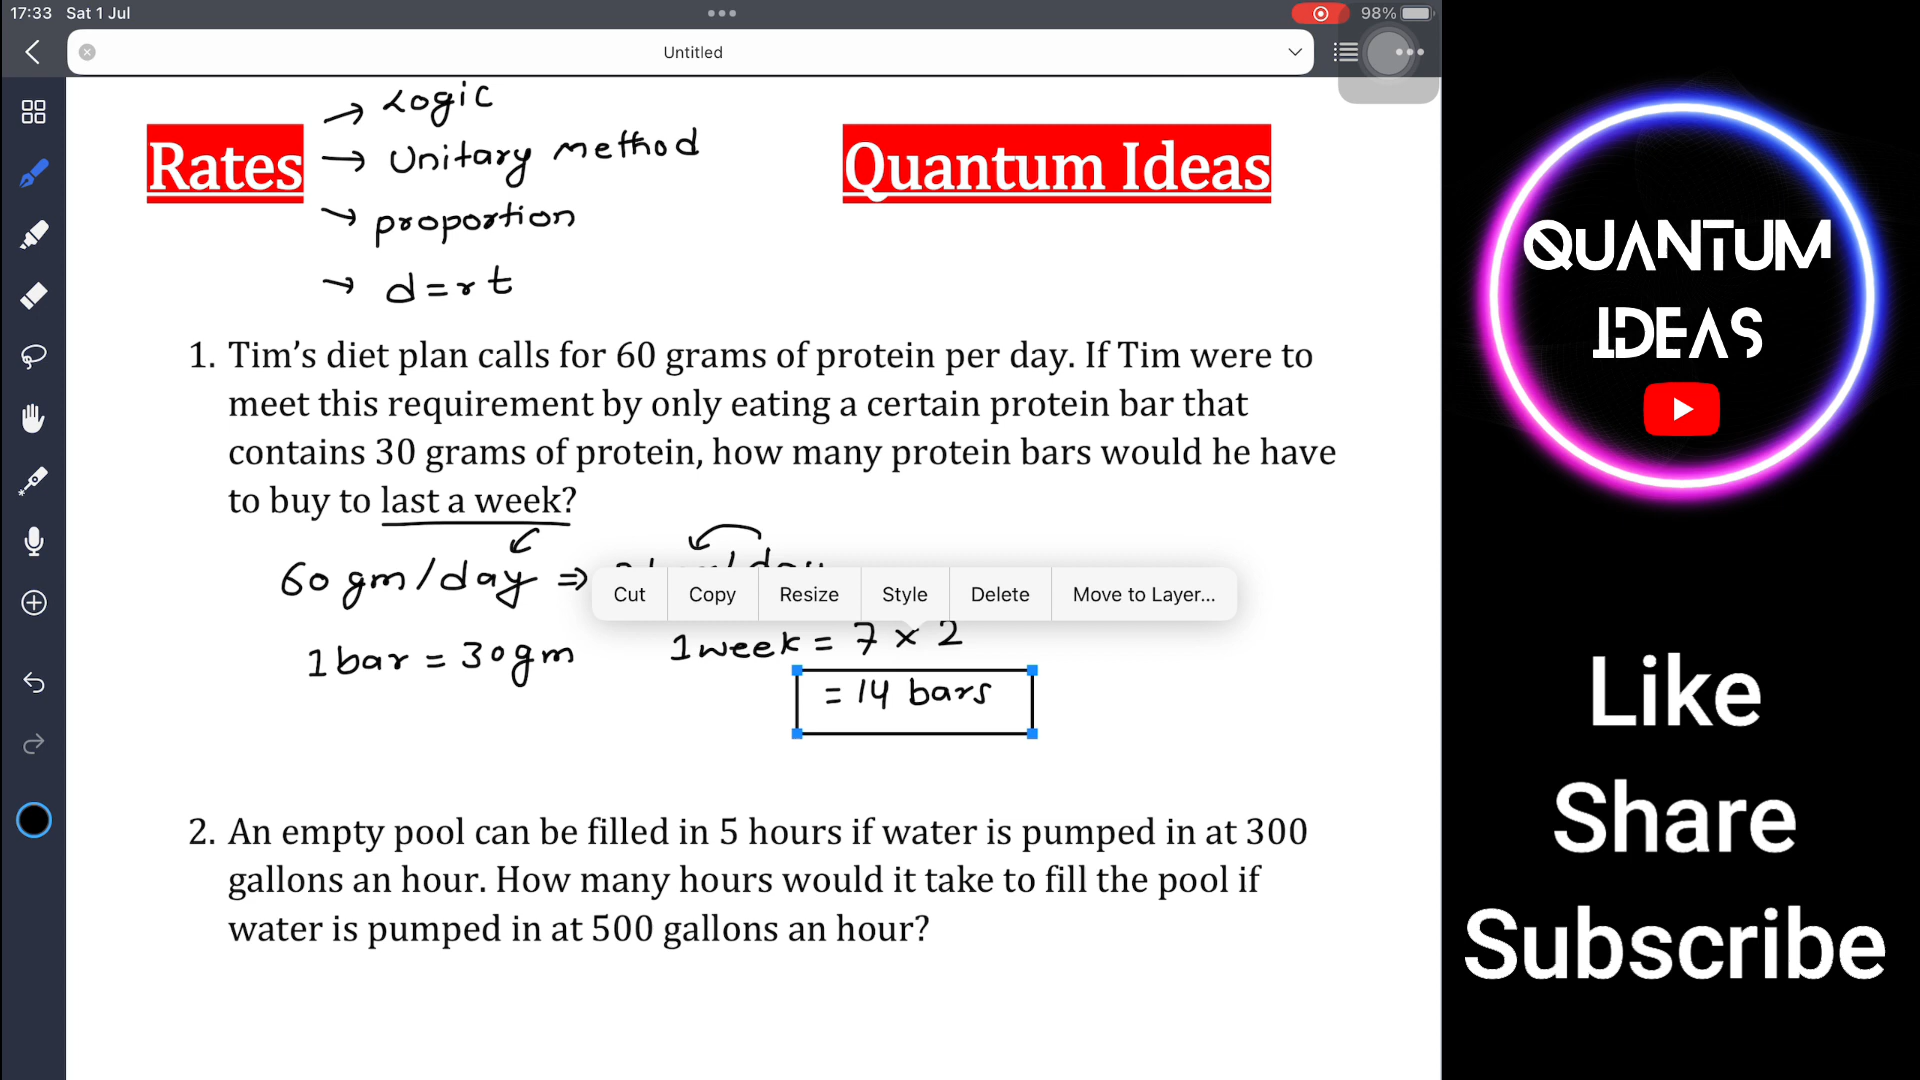 17:33 Sat 1 Jul
98%
Untitled
→ Logic
Rates → Unitary method
Quantum Ideas
→ proportion
→ d = r t
1. Tim's diet plan calls for 60 grams of protein per day. If Tim were to
meet this requirement by only eating a certain protein bar that
contains 30 grams of protein, how many protein bars would he have
to buy to last a week?
60 gm/day ⇒
Cut Copy Resize Style Delete Move to Layer...
1 bar = 30gm
1 week = 7 × 2
= 14 bars
2. An empty pool can be filled in 5 hours if water is pumped in at 300
gallons an hour. How many hours would it take to fill the pool if
water is pumped in at 500 gallons an hour?
QUANTUM
IDEAS
Like
Share
Subscribe